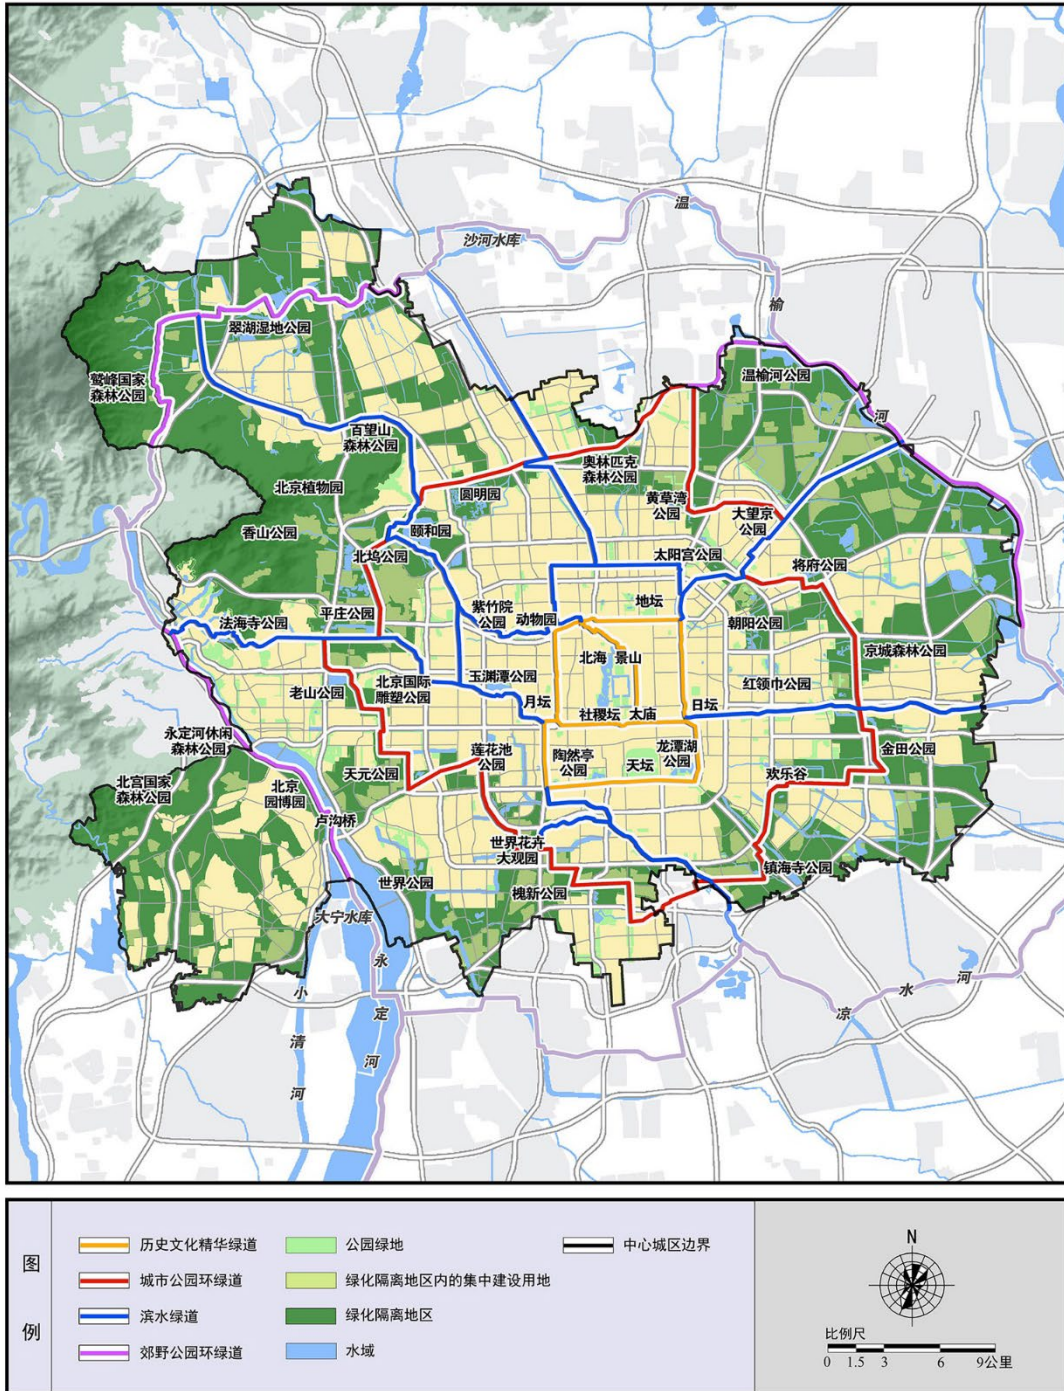 温
沙河水库
榆
翠湖湿地公园
温榆河公园
鹫峰国家
森林公园
河
百望山
森林公园
奥林匹克
森林公园
北京植物园
圆明园
黄草湾
公园
大望京
公园
香山公园
颐和园
北坞公园
太阳宫公园
将府公园
紫竹院
公园
动物园
地坛
平庄公园
法海寺公园
朝阳公园
京城森林公园
北海
景山
老山公园
北京国际
雕塑公园
玉渊潭公园
红领巾公园
月坛
日坛
社稷坛
太庙
永定河休闲
森林公园
莲花池
公园
陶然亭
公园
天坛
龙潭湖
公园
金田公园
北宫国家
森林公园
北京
园博园
天元公园
欢乐谷
卢沟桥
世界花卉
大观园
世界公园
槐新公园
镇海寺公园
大宁水库
永
定
河
小
清
河
凉
水
河
图
例
历史文化精华绿道
城市公园环绿道
滨水绿道
郊野公园环绿道
公园绿地
绿化隔离地区内的集中建设用地
绿化隔离地区
水域
中心城区边界
N
比例尺
0 1.5 3 6 9公里